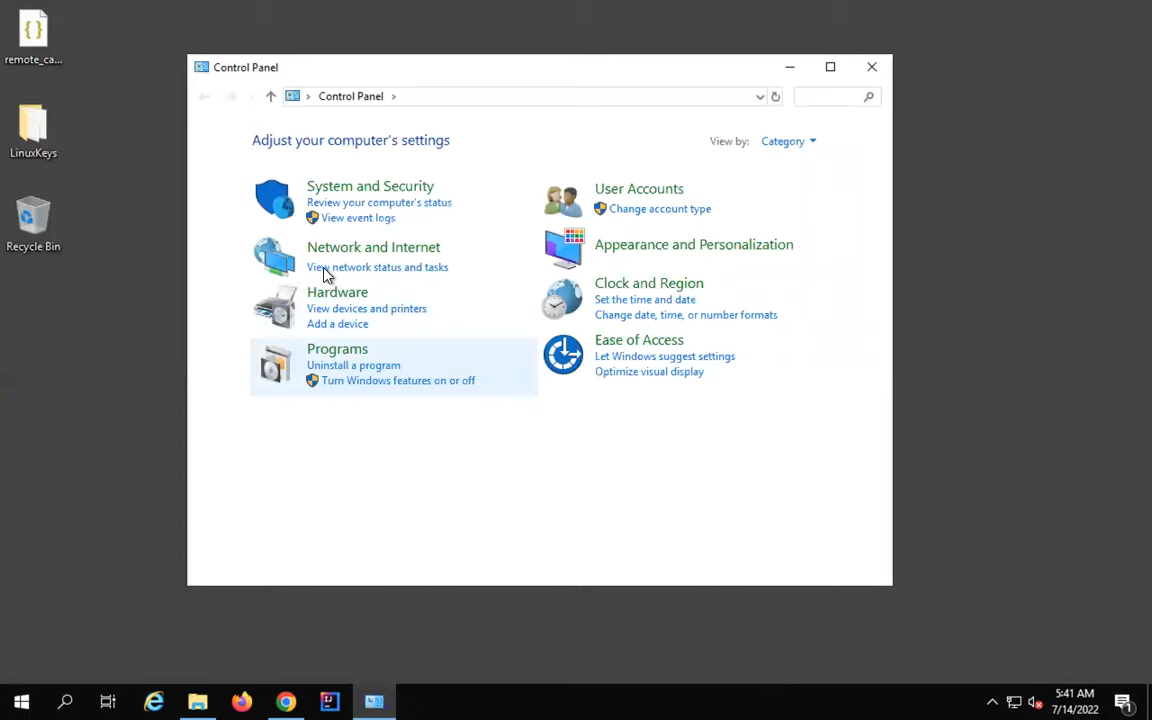 remote_ca...
LinuxKeys
Recycle Bin
Control Panel
Control Panel
Adjust your computer's settings
View by: Category
System and Security
Review your computer's status
View event logs
Network and Internet
View network status and tasks
Hardware
View devices and printers
Add a device
Programs
Uninstall a program
Turn Windows features on or off
User Accounts
Change account type
Appearance and Personalization
Clock and Region
Set the time and date
Change date, time, or number formats
Ease of Access
Let Windows suggest settings
Optimize visual display
5:41 AM
7/14/2022
1